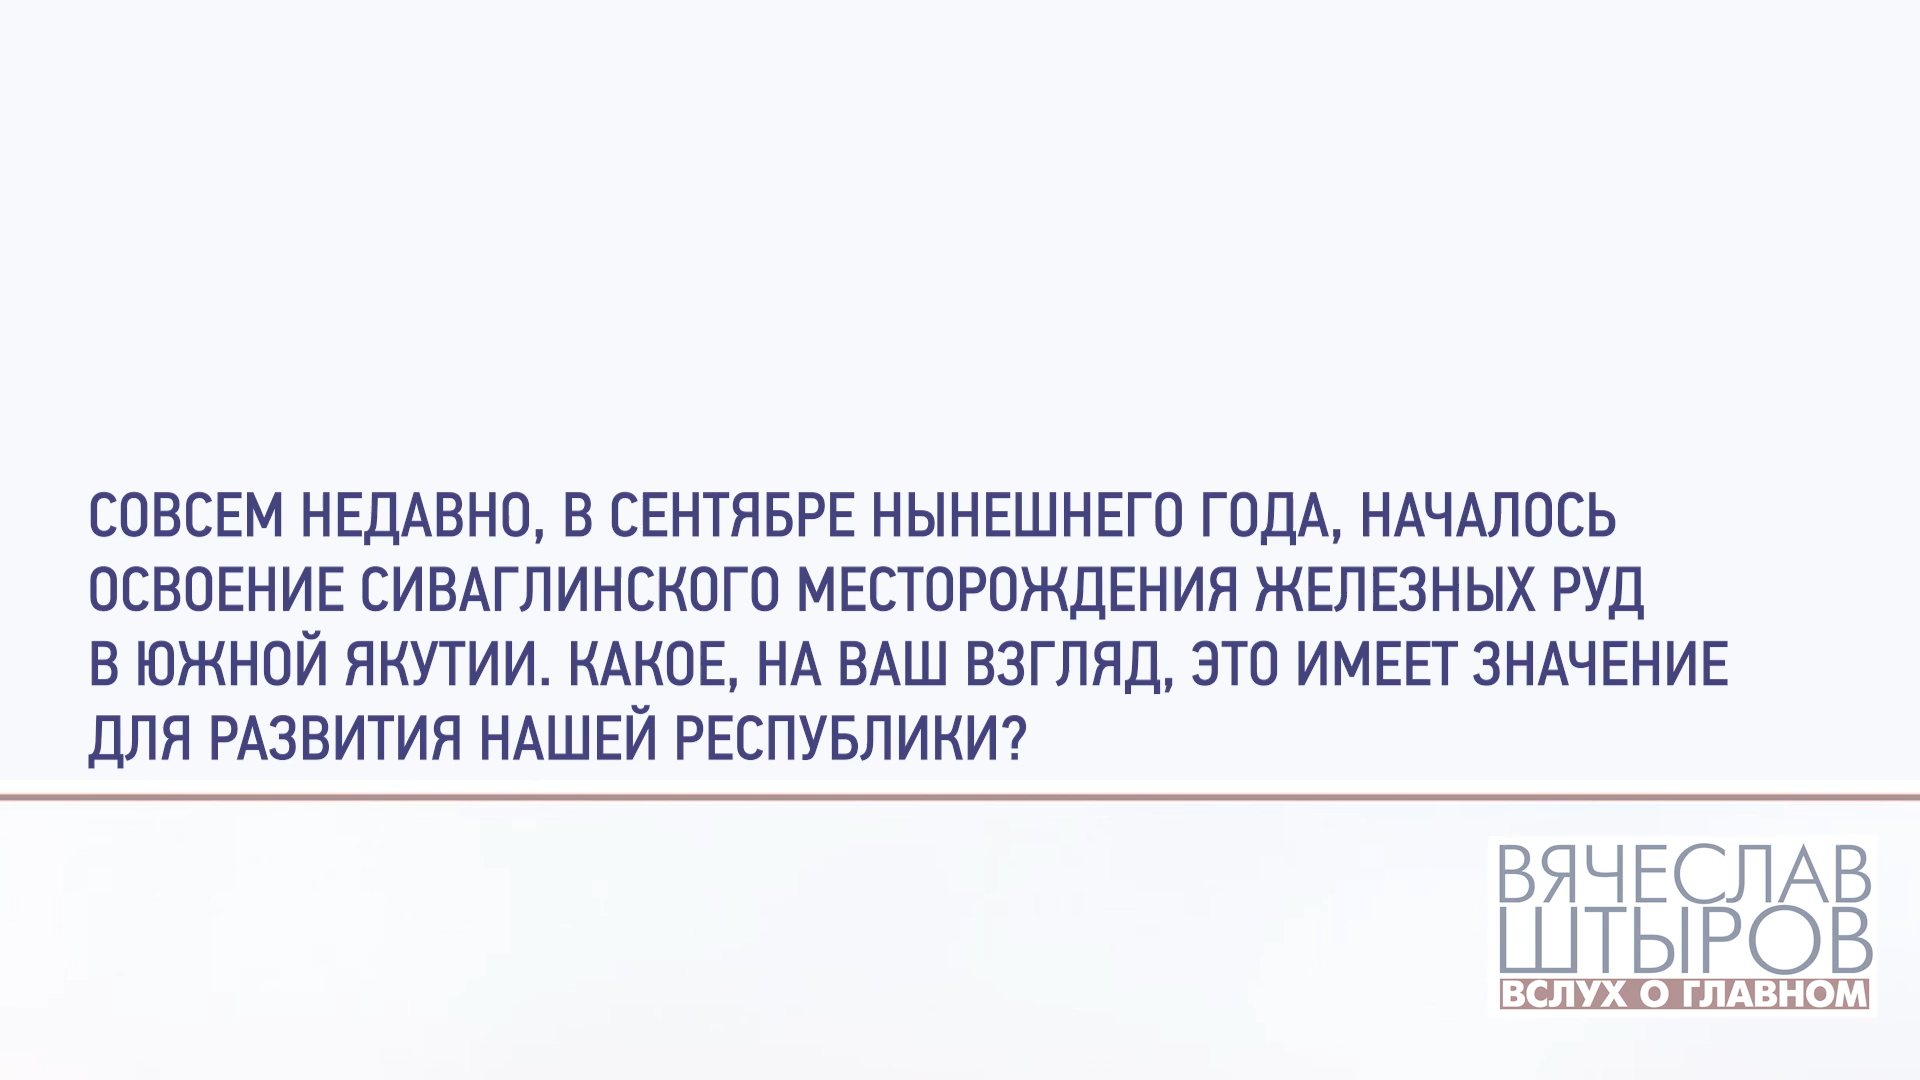 СОВСЕМ НЕДАВНО, В СЕНТЯБРЕ НЫНЕШНЕГО ГОДА, НАЧАЛОСЬ
ОСВОЕНИЕ СИВАГЛИНСКОГО МЕСТОРОЖДЕНИЯ ЖЕЛЕЗНЫХ РУД
В ЮЖНОЙ ЯКУТИИ. КАКОЕ, НА ВАШ ВЗГЛЯД, ЭТО ИМЕЕТ ЗНАЧЕНИЕ
ДЛЯ РАЗВИТИЯ НАШЕЙ РЕСПУБЛИКИ?
ВЯЧЕСЛАВ
ШТЫРОВ
ВСЛУХ О ГЛАВНОМ